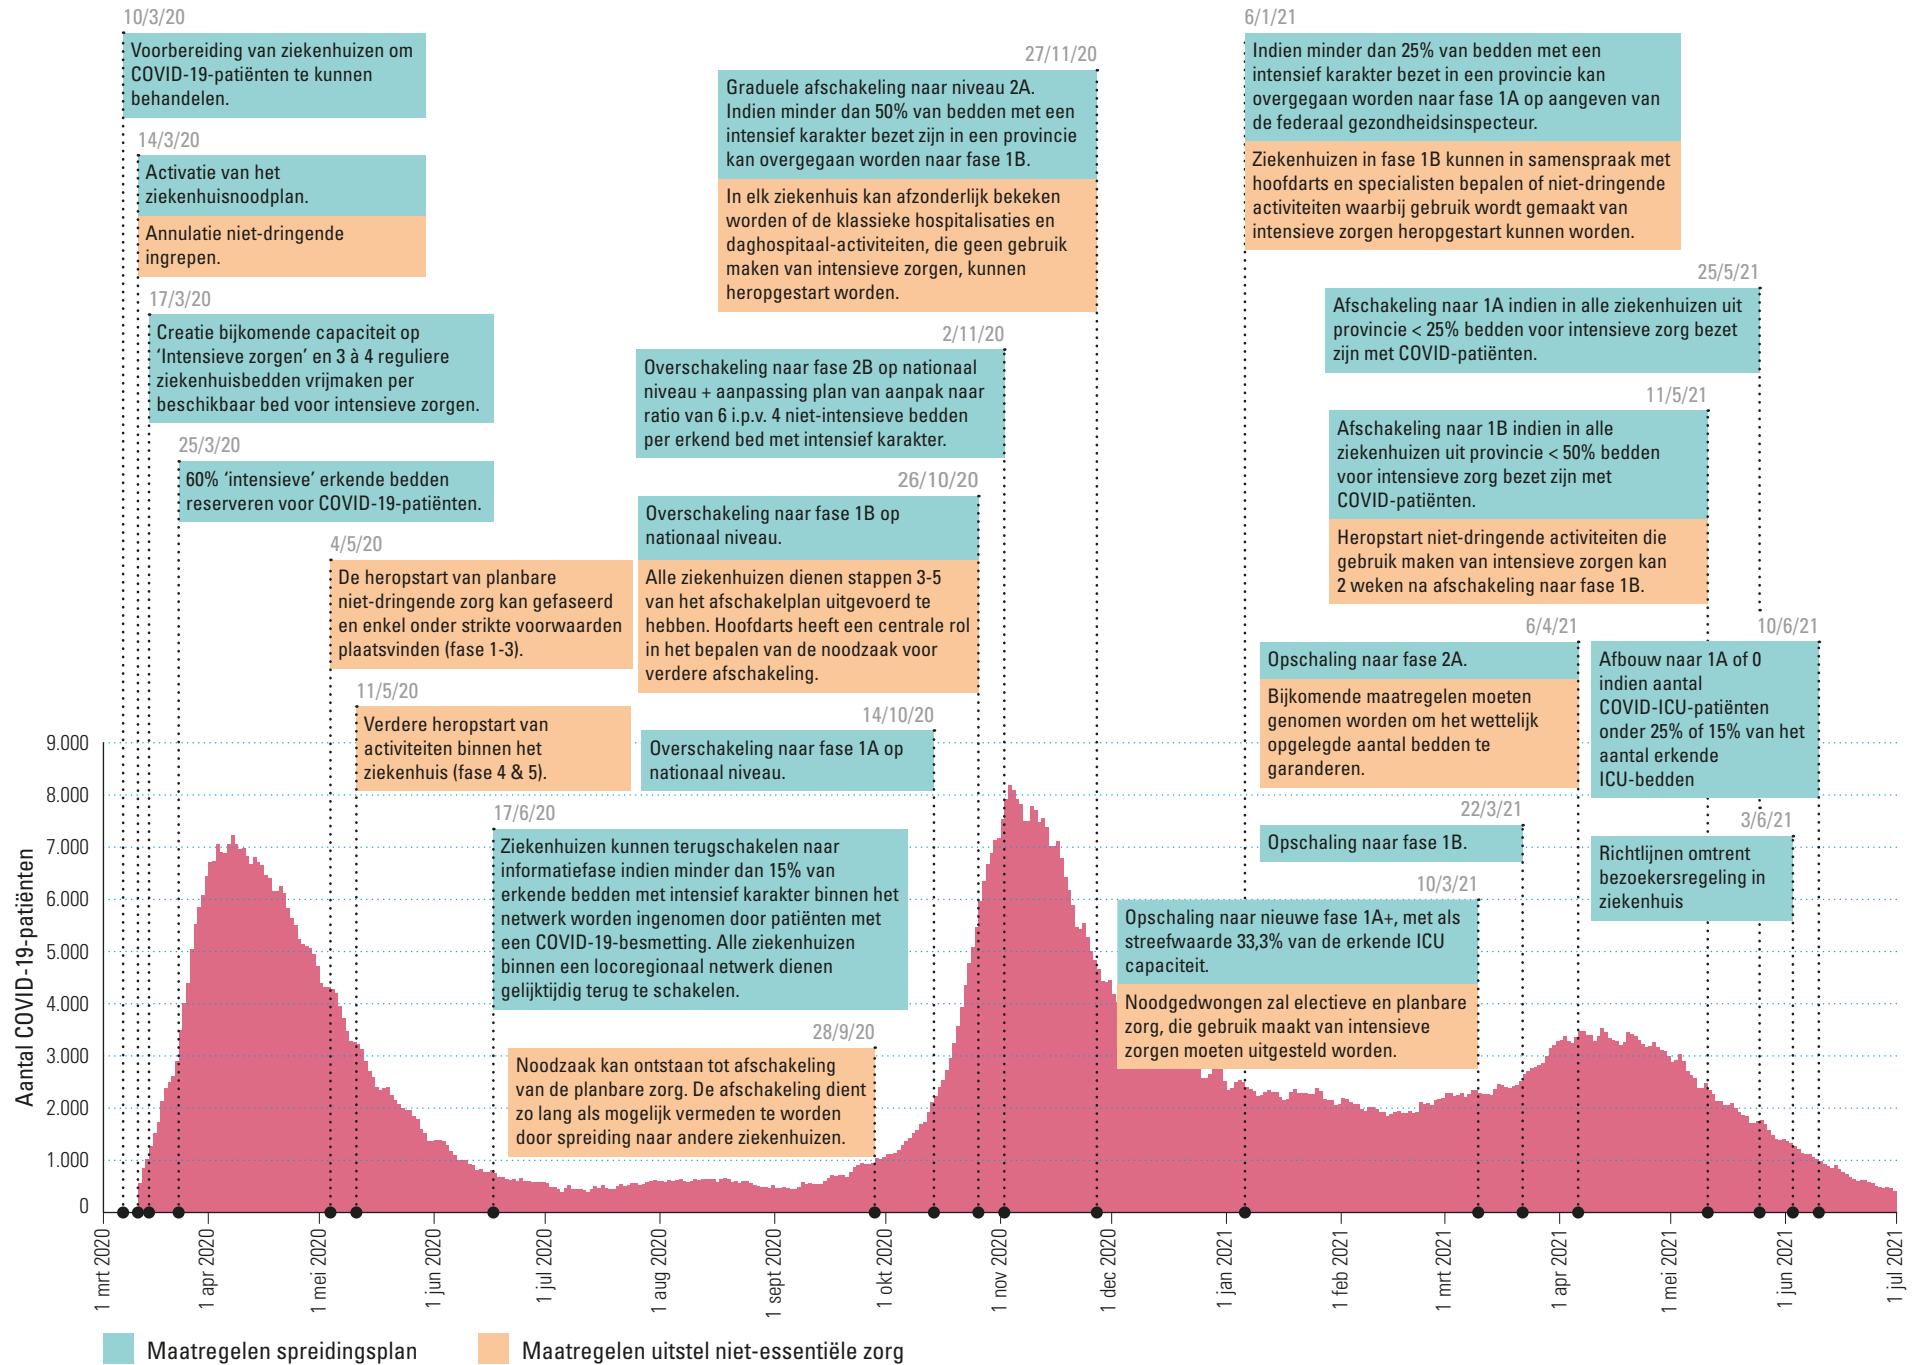 10/3/20
Voorbereiding van ziekenhuizen om
COVID-19-patiënten te kunnen
behandelen.
14/3/20
Activatie van het
ziekenhuisnoodplan.
Annulatie niet-dringende
ingrepen.
17/3/20
Creatie bijkomende capaciteit op
‘Intensieve zorgen’ en 3 à 4 reguliere
ziekenhuisbedden vrijmaken per
beschikbaar bed voor intensieve zorgen.
25/3/20
60% ‘intensieve’ erkende bedden
reserveren voor COVID-19-patiënten.
4/5/20
De heropstart van planbare
niet-dringende zorg kan gefaseerd
en enkel onder strikte voorwaarden
plaatsvinden (fase 1-3).
11/5/20
Verdere heropstart van
activiteiten binnen het
ziekenhuis (fase 4 & 5).
17/6/20
Ziekenhuizen kunnen terugschakelen naar
informatiefase indien minder dan 15% van
erkende bedden met intensief karakter binnen het
netwerk worden ingenomen door patiënten met
een COVID-19-besmetting. Alle ziekenhuizen
binnen een locoregionaal netwerk dienen
gelijktijdig terug te schakelen.
28/9/20
Noodzaak kan ontstaan tot afschakeling
van de planbare zorg. De afschakeling dient
zo lang als mogelijk vermeden te worden
door spreiding naar andere ziekenhuizen.
27/11/20
Graduele afschakeling naar niveau 2A.
Indien minder dan 50% van bedden met een
intensief karakter bezet zijn in een provincie
kan overgegaan worden naar fase 1B.
In elk ziekenhuis kan afzonderlijk bekeken
worden of de klassieke hospitalisaties en
daghospitaal-activiteiten, die geen gebruik
maken van intensieve zorgen, kunnen
heropgestart worden.
2/11/20
Overschakeling naar fase 2B op nationaal
niveau + aanpassing plan van aanpak naar
ratio van 6 i.p.v. 4 niet-intensieve bedden
per erkend bed met intensief karakter.
26/10/20
Overschakeling naar fase 1B op
nationaal niveau.
Alle ziekenhuizen dienen stappen 3-5
van het afschakelplan uitgevoerd te
hebben. Hoofdarts heeft een centrale rol
in het bepalen van de noodzaak voor
verdere afschakeling.
14/10/20
Overschakeling naar fase 1A op
nationaal niveau.
6/1/21
Indien minder dan 25% van bedden met een
intensief karakter bezet in een provincie kan
overgegaan worden naar fase 1A op aangeven van
de federaal gezondheidsinspecteur.
Ziekenhuizen in fase 1B kunnen in samenspraak met
hoofdarts en specialisten bepalen of niet-dringende
activiteiten waarbij gebruik wordt gemaakt van
intensieve zorgen heropgestart kunnen worden.
25/5/21
Afschakeling naar 1A indien in alle ziekenhuizen uit
provincie < 25% bedden voor intensieve zorg bezet
zijn met COVID-patiënten.
11/5/21
Afschakeling naar 1B indien in alle
ziekenhuizen uit provincie < 50% bedden
voor intensieve zorg bezet zijn met
COVID-patiënten.
Heropstart niet-dringende activiteiten die
gebruik maken van intensieve zorgen kan
2 weken na afschakeling naar fase 1B.
6/4/21
Opschaling naar fase 2A.
Bijkomende maatregelen moeten
genomen worden om het wettelijk
opgelegde aantal bedden te
garanderen.
10/6/21
Afbouw naar 1A of 0
indien aantal
COVID-ICU-patiënten
onder 25% of 15% van het
aantal erkende
ICU-bedden
22/3/21
Opschaling naar fase 1B.
3/6/21
Richtlijnen omtrent
bezoekersregeling in
ziekenhuis
10/3/21
Opschaling naar nieuwe fase 1A+, met als
streefwaarde 33,3% van de erkende ICU
capaciteit.
Noodgedwongen zal electieve en planbare
zorg, die gebruik maakt van intensieve
zorgen moeten uitgesteld worden.
Aantal COVID-19-patiënten
9.000
8.000
7.000
6.000
5.000
4.000
3.000
2.000
1.000
0
1 mrt 2020
1 apr 2020
1 mei 2020
1 jun 2020
1 jul 2020
1 aug 2020
1 sept 2020
1 okt 2020
1 nov 2020
1 dec 2020
1 jan 2021
1 feb 2021
1 mrt 2021
1 apr 2021
1 mei 2021
1 jun 2021
1 jul 2021
Maatregelen spreidingsplan
Maatregelen uitstel niet-essentiële zorg